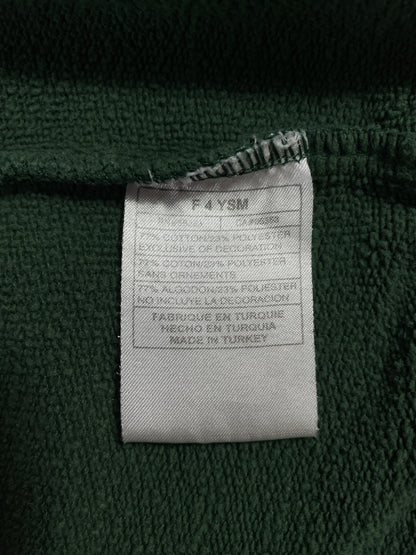 F 4 YSM
77% COTTON/23% POLYESTER
EXCLUSIVE OF DECORATION
77% COTON/23% POLYESTER
SANS ORNEMENTS
77% ALGODON/23% POLIESTER
NO INCLUYE LA DECORACION
FABRIQUE EN TURQUIE
HECHO EN TURQUIA
MADE IN TURKEY